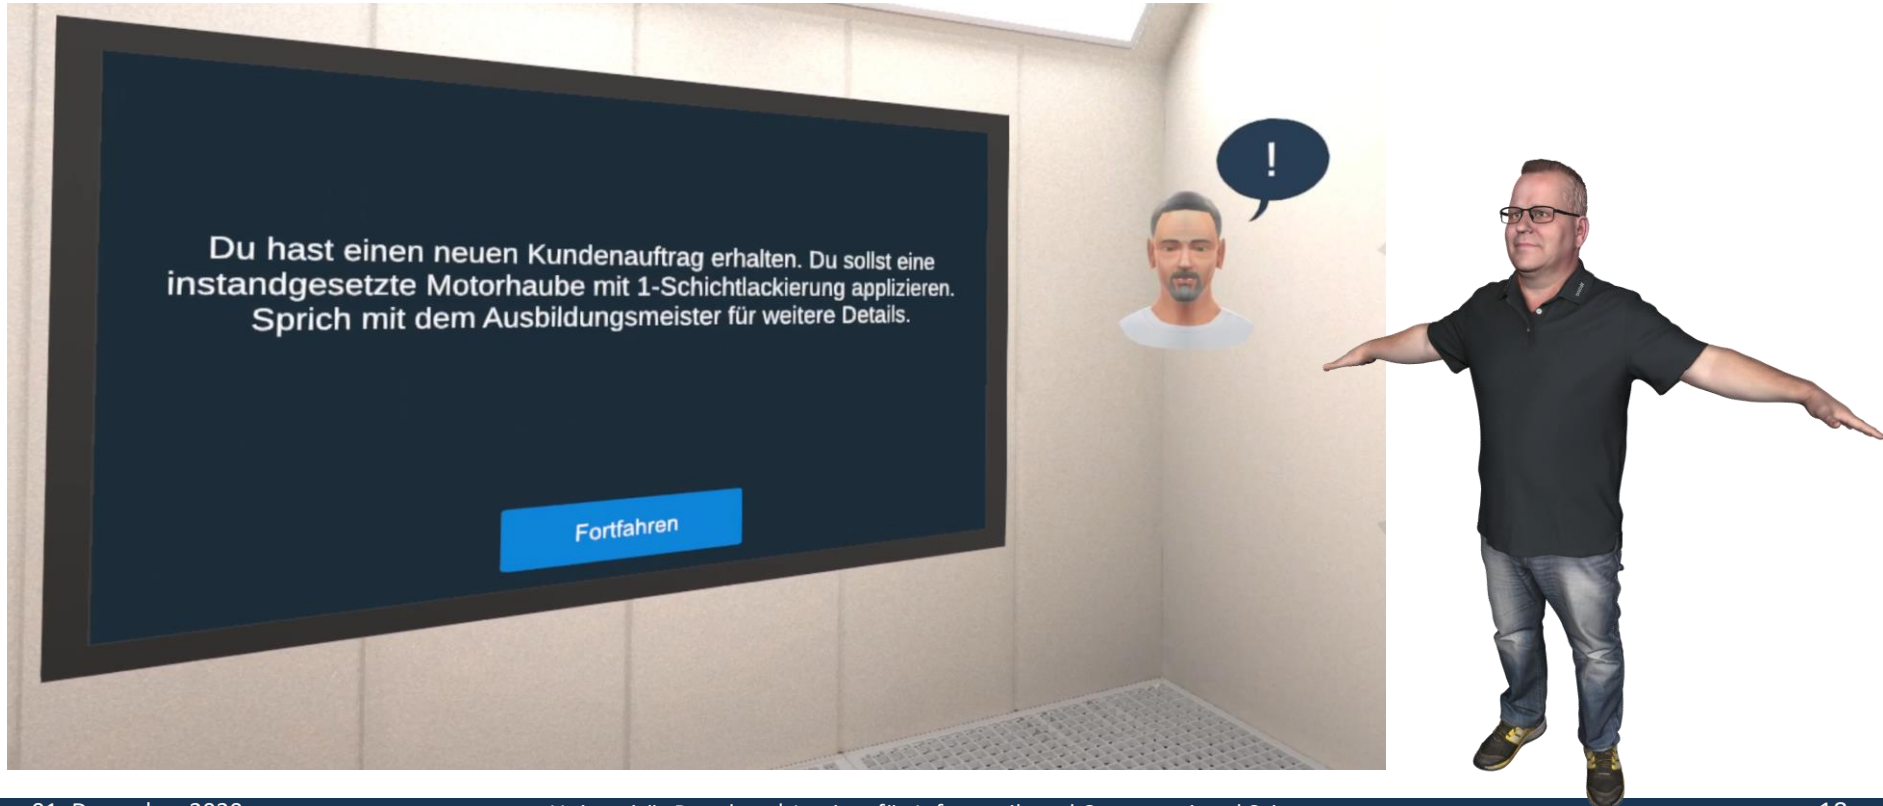 !
Du hast einen neuen Kundenauftrag erhalten. Du sollst eine
instandgesetzte Motorhaube mit 1-Schichtlackierung applizieren.
Sprich mit dem Ausbildungsmeister für weitere Details.
Fortfahren